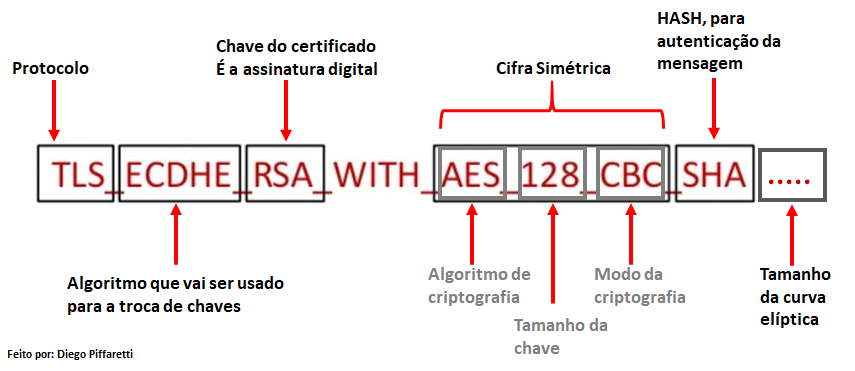 HASH, para
autenticação da
mensagem
Chave do certificado
É a assinatura digital
Protocolo
Cifra Simétrica
TLS_ECDHE_RSA_WITH_AES_128_CBC_SHA .....
Algoritmo que vai ser usado
para a troca de chaves
Algoritmo de
criptografia
Modo da
criptografia
Tamanho
da curva
elíptica
Tamanho da
chave
Feito por: Diego Piffaretti